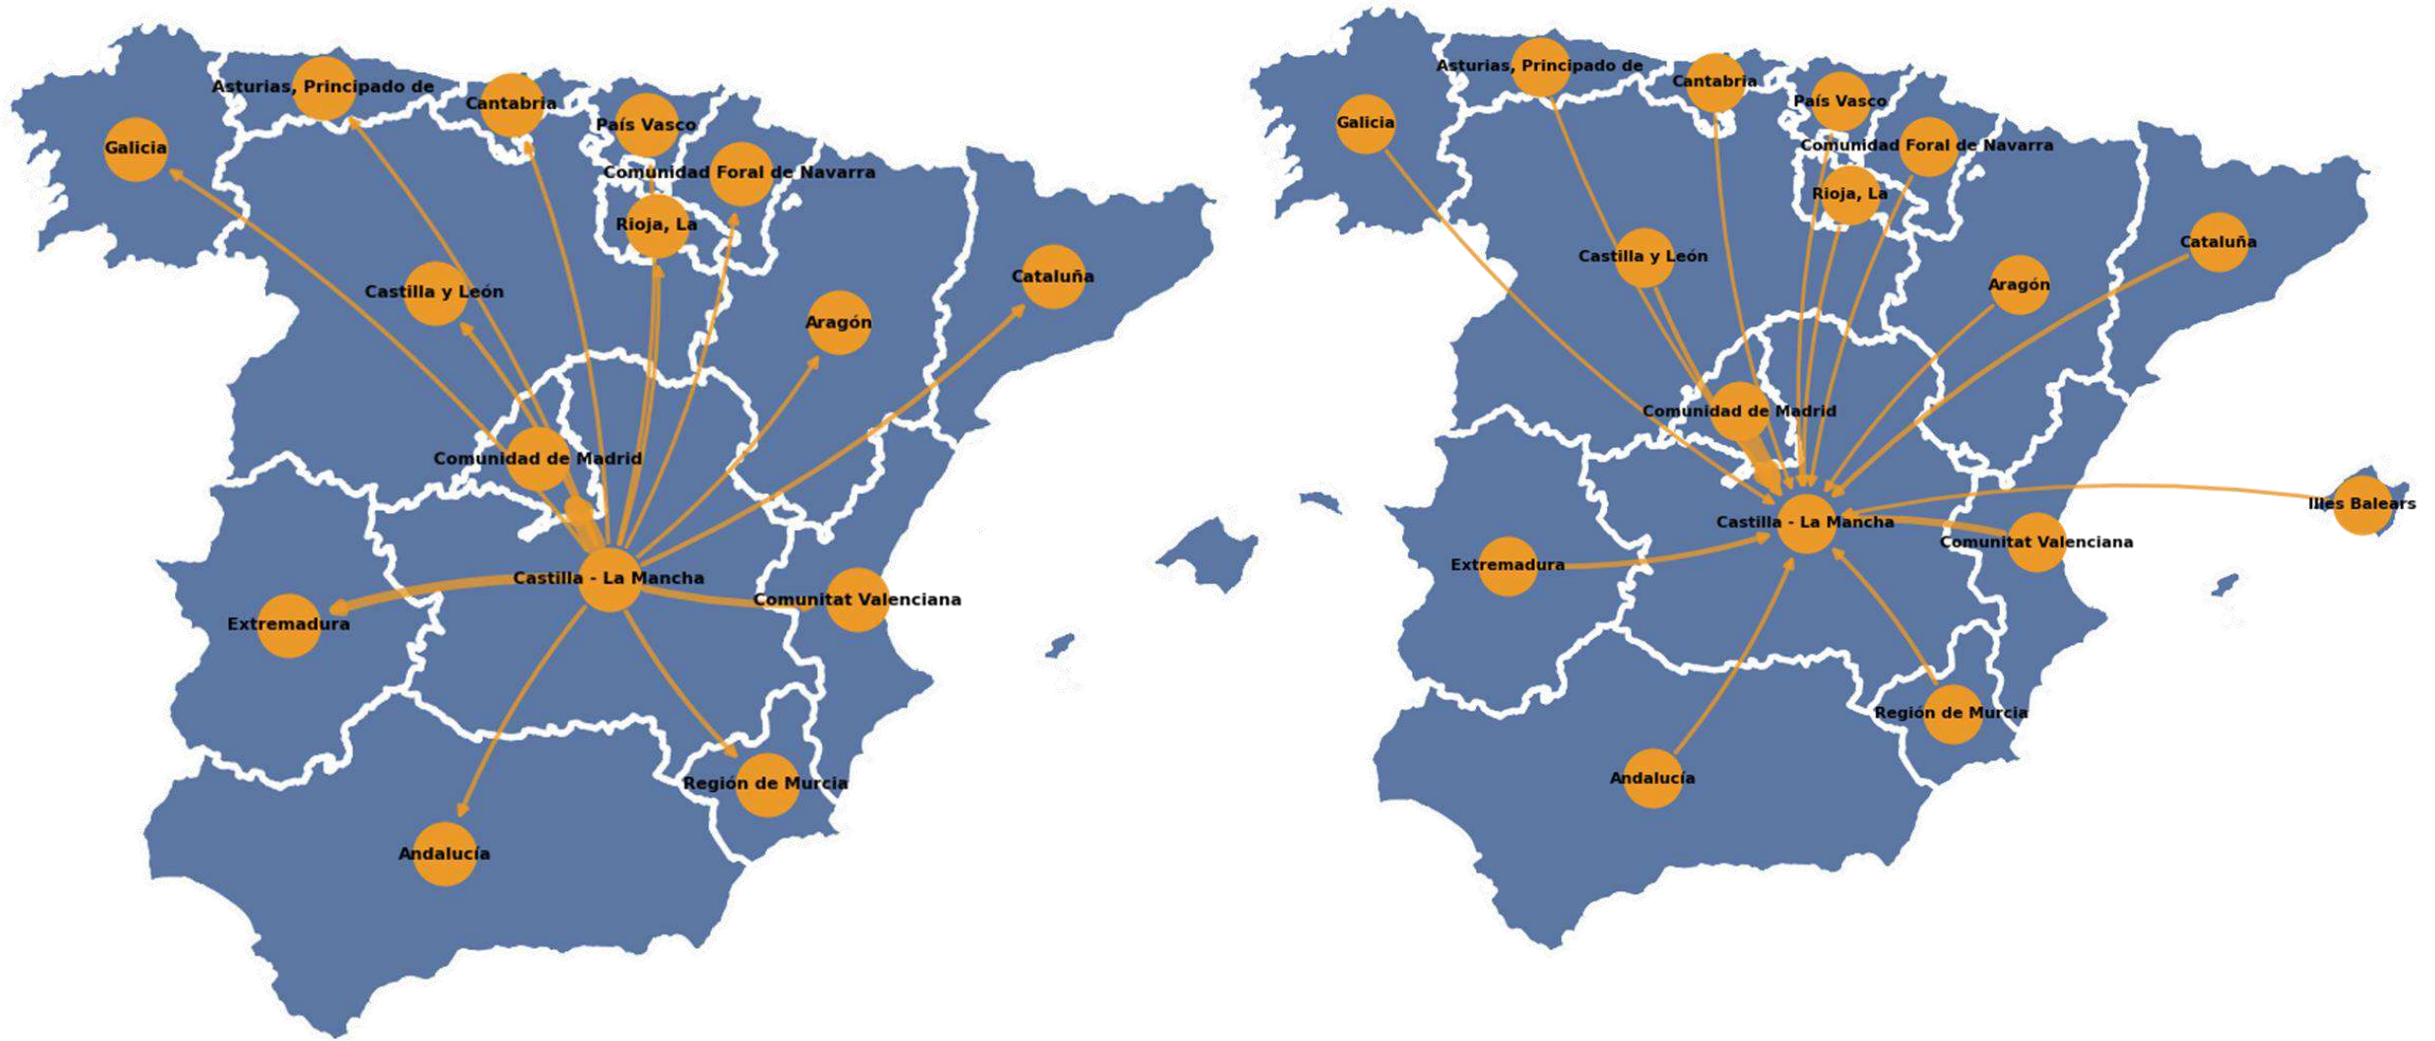 Asturias, Principado de
Cantabria
País Vasco
Galicia
Comunidad Foral de Navarra
Rioja, La
Cataluña
Castilla y León
Aragón
Comunidad de Madrid
Castilla - La Mancha
Comunitat Valenciana
Extremadura
Región de Murcia
Andalucía
Asturias, Principado de
Cantabria
País Vasco
Galicia
Comunidad Foral de Navarra
Rioja, La
Cataluña
Castilla y León
Aragón
Comunidad de Madrid
Illes Balears
Castilla - La Mancha
Comunitat Valenciana
Extremadura
Región de Murcia
Andalucía